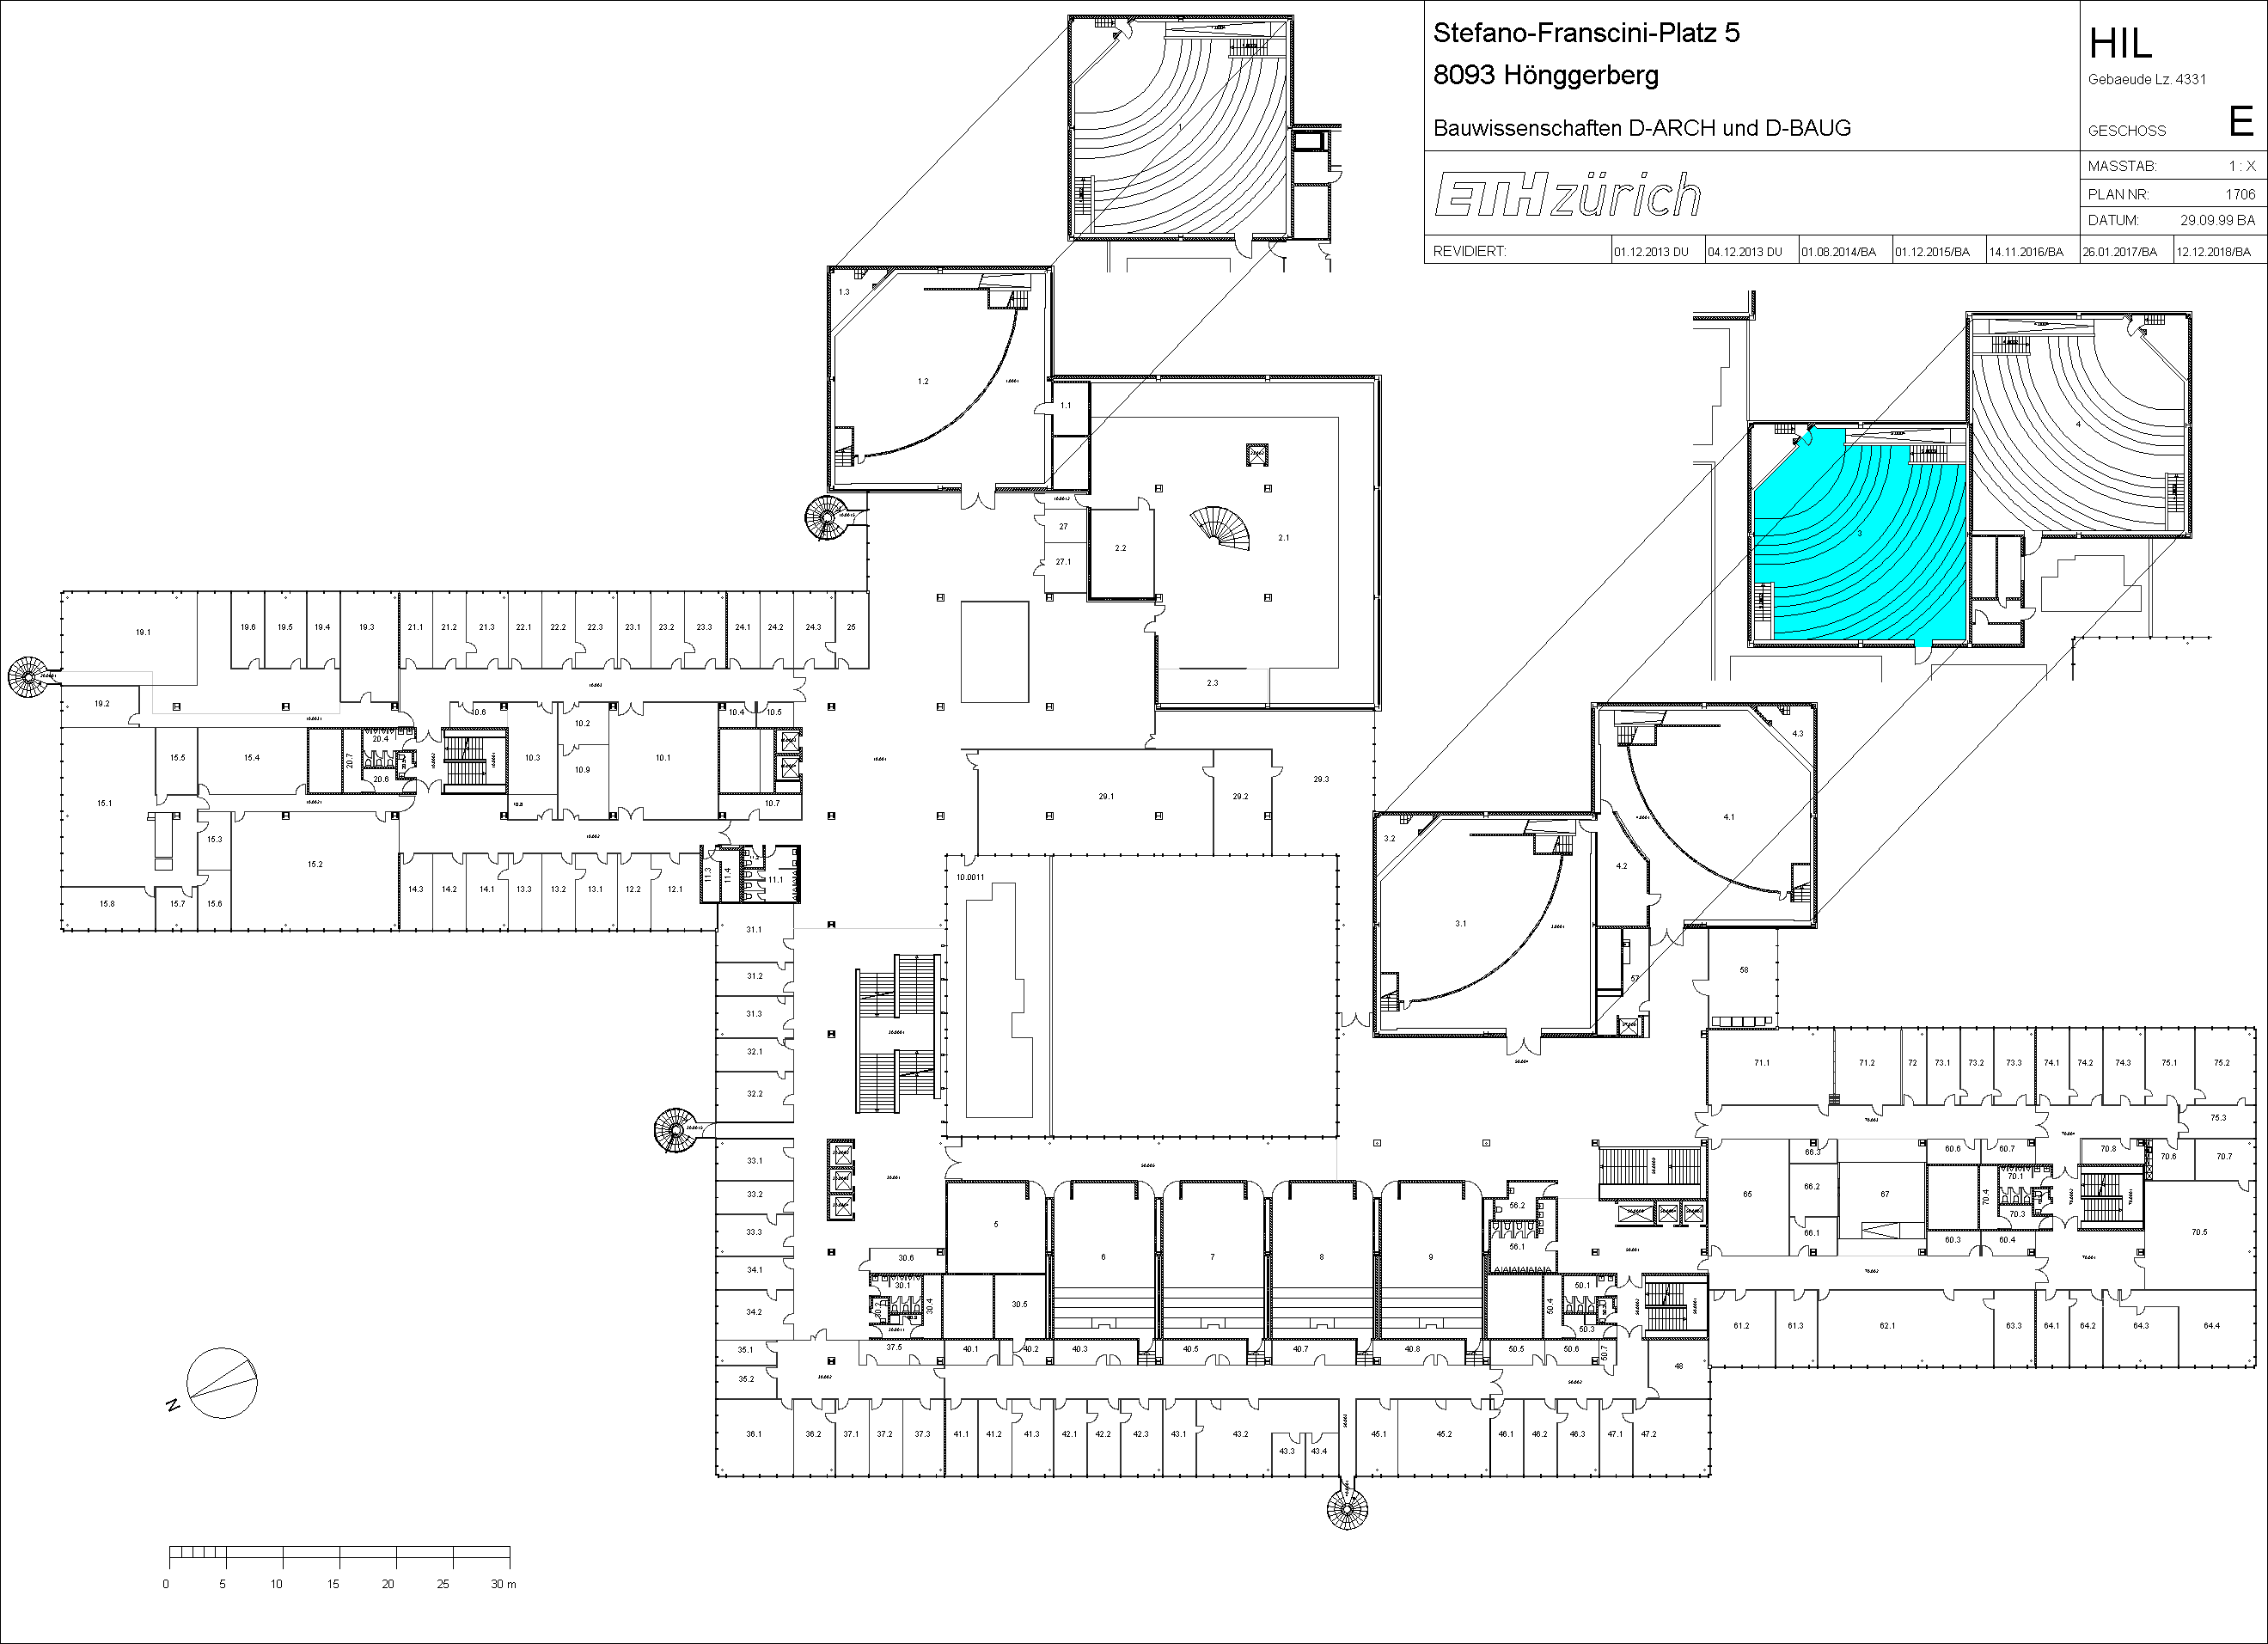 Stefano-Franscini-Platz 5
8093 Hönggerberg
Bauwissenschaften D-ARCH und D-BAUG
HIL
Gebaeude Lz. 4331
GESCHOSS E
ETH zürich
MASSTAB: 1 : X
PLAN NR: 1706
DATUM: 29.09.99 BA
REVIDIERT: 01.12.2013 DU 04.12.2013 DU 01.08.2014/BA 01.12.2015/BA 14.11.2016/BA 26.01.2017/BA 12.12.2018/BA
1
1.3
1.2
1.1
4
3
27
27.1
2.2
2.1
2.3
19.1
19.6 19.5 19.4 19.3 21.1 21.2 21.3 22.1 22.2 22.3 23.1 23.2 23.3 24.1 24.2 24.3 25
19.2
10.6
10.2
10.4 10.5
20.4
15.5 15.4
20.7
20.6
10.3
10.9
10.1
10.7
15.1
15.3
15.2
11.3 11.4 11.1
14.3 14.2 14.1 13.3 13.2 13.1 12.2 12.1
15.8 15.7 15.6
29.1 29.2 29.3
10.0011
3.2
3.1
4.3
4.1
4.2
57
58
31.1
31.2
31.3
32.1
32.2
33.1
33.2
33.3
34.1
34.2
35.1
35.2
71.1 71.2 72 73.1 73.2 73.3 74.1 74.2 74.3 75.1 75.2
75.3
66.3 60.6 60.7 70.8 70.6 70.7
65
66.2
67
70.4
70.1
70.3
66.1
60.3 60.4
70.5
61.2 61.3 62.1 63.3 64.1 64.2 64.3 64.4
5
6 7 8 9
56.2
56.1
30.6
30.1
30.2
30.4
30.5
50.1
50.4
50.3
37.5 40.1 40.2 40.3 40.5 40.7 40.8 50.5 50.6 50.7
48
36.1 36.2 37.1 37.2 37.3 41.1 41.2 41.3 42.1 42.2 42.3 43.1 43.2 45.1 45.2 46.1 46.2 46.3 47.1 47.2
43.3 43.4
N
0 5 10 15 20 25 30 m